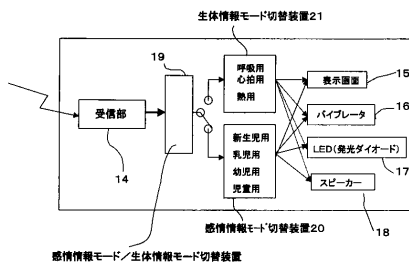 生体情報モード切替装置21
19
呼吸用
心拍用
熱用
表示画面
15
バイブレータ
16
受信部
14
新生児用
乳児用
幼児用
児童用
LED(発光ダイオード)
17
スピーカー
18
感情情報モード切替装置20
感情情報モード/生体情報モード切替装置